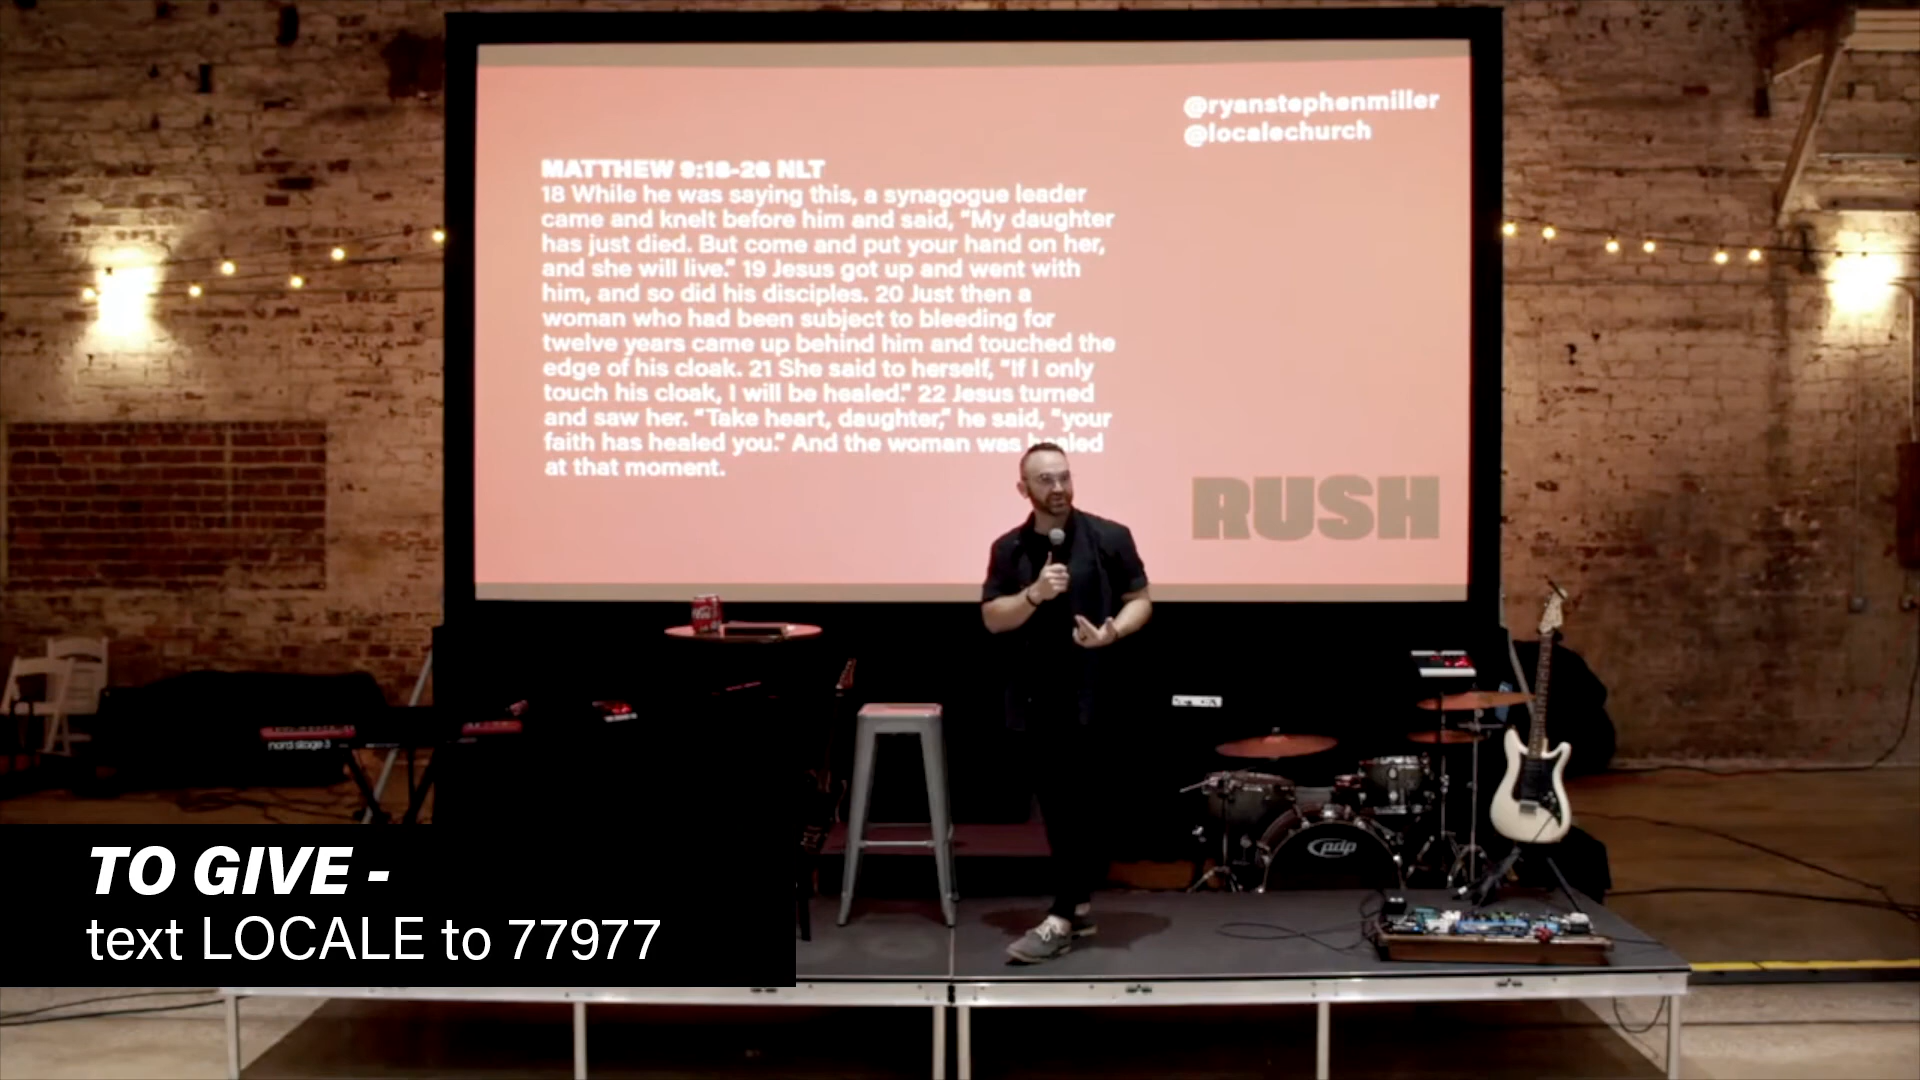 @ryanstephenmiller
@localechurch
MATTHEW 9:18-26 NLT
18 While he was saying this, a synagogue leader
came and knelt before him and said, "My daughter
has just died. But come and put your hand on her,
and she will live." 19 Jesus got up and went with
him, and so did his disciples. 20 Just then a
woman who had been subject to bleeding for
twelve years came up behind him and touched the
edge of his cloak. 21 She said to herself, "If I only
touch his cloak, I will be healed." 22 Jesus turned
and saw her. "Take heart, daughter," he said, "your
faith has healed you." And the woman was healed
at that moment.
RUSH
nord stage 3
pdp
TO GIVE -
text LOCALE to 77977